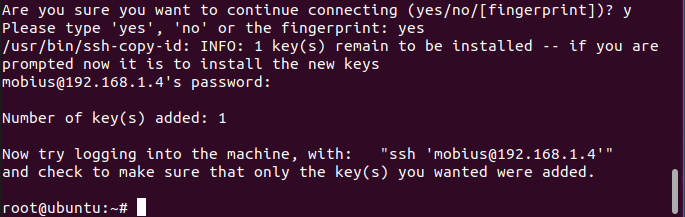 Are you sure you want to continue connecting (yes/no/[fingerprint])? y
Please type 'yes', 'no' or the fingerprint: yes
/usr/bin/ssh-copy-id: INFO: 1 key(s) remain to be installed -- if you are
prompted now it is to install the new keys
mobius@192.168.1.4's password:
Number of key(s) added: 1
Now try logging into the machine, with:   "ssh 'mobius@192.168.1.4'"
and check to make sure that only the key(s) you wanted were added.
root@ubuntu:~#